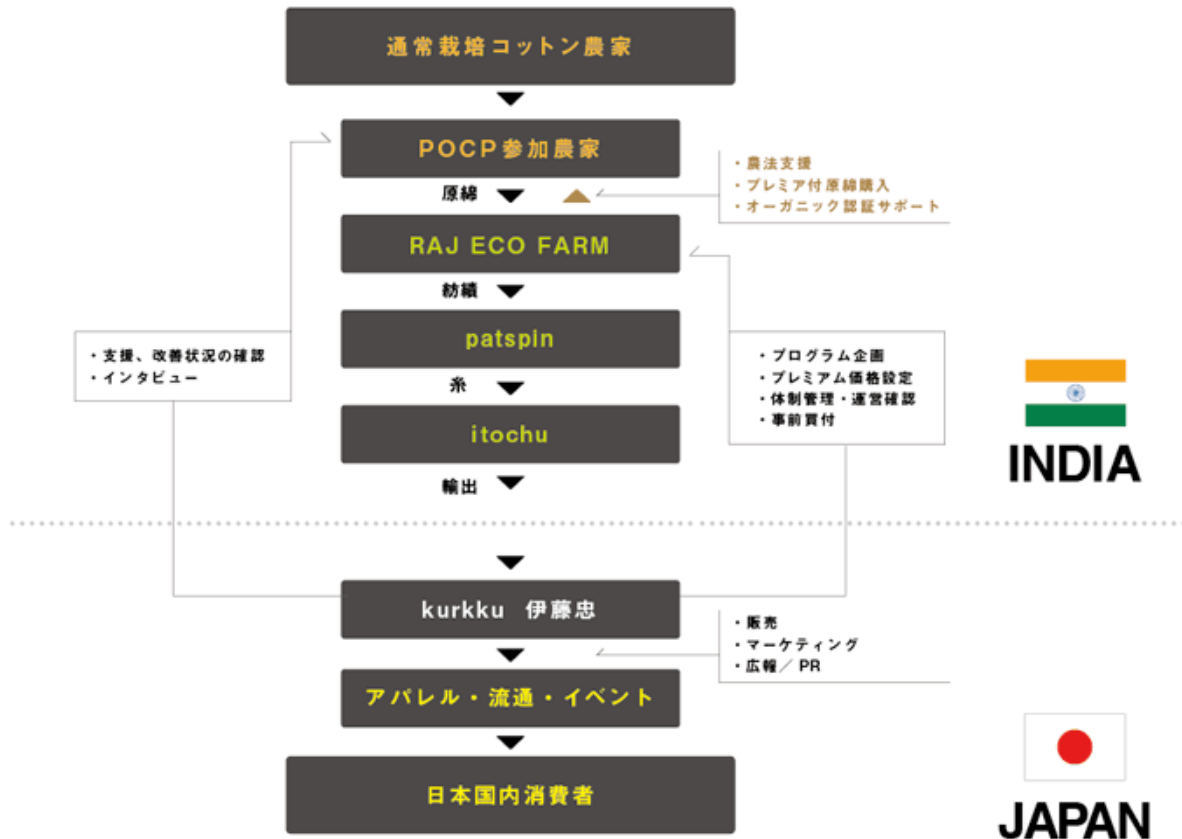 通常栽培コットン農家
POCP参加農家
・農法支援
・プレミア付原綿購入
・オーガニック認証サポート
原綿
RAJ ECO FARM
紡績
patspin
・支援、改善状況の確認
・インタビュー
・プログラム企画
・プレミアム価格設定
・体制管理・運営確認
・事前買付
糸
itochu
INDIA
輸出
kurkku 伊藤忠
・販売
・マーケティング
・広報／PR
アパレル・流通・イベント
日本国内消費者
JAPAN